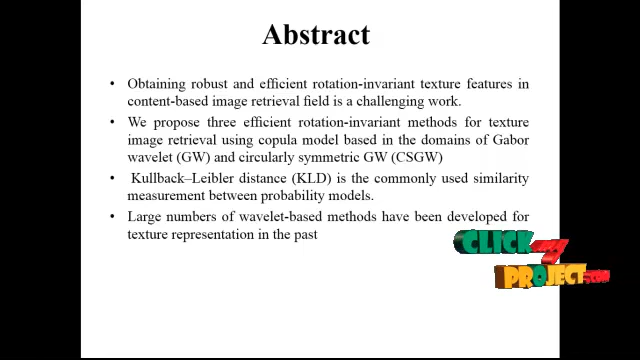 Abstract
• Obtaining robust and efficient rotation-invariant texture features in
content-based image retrieval field is a challenging work.
• We propose three efficient rotation-invariant methods for texture
image retrieval using copula model based in the domains of Gabor
wavelet (GW) and circularly symmetric GW (CSGW)
• Kullback–Leibler distance (KLD) is the commonly used similarity
measurement between probability models.
• Large numbers of wavelet-based methods have been developed for
texture representation in the past
CLICK
MY
PROJECT.COM